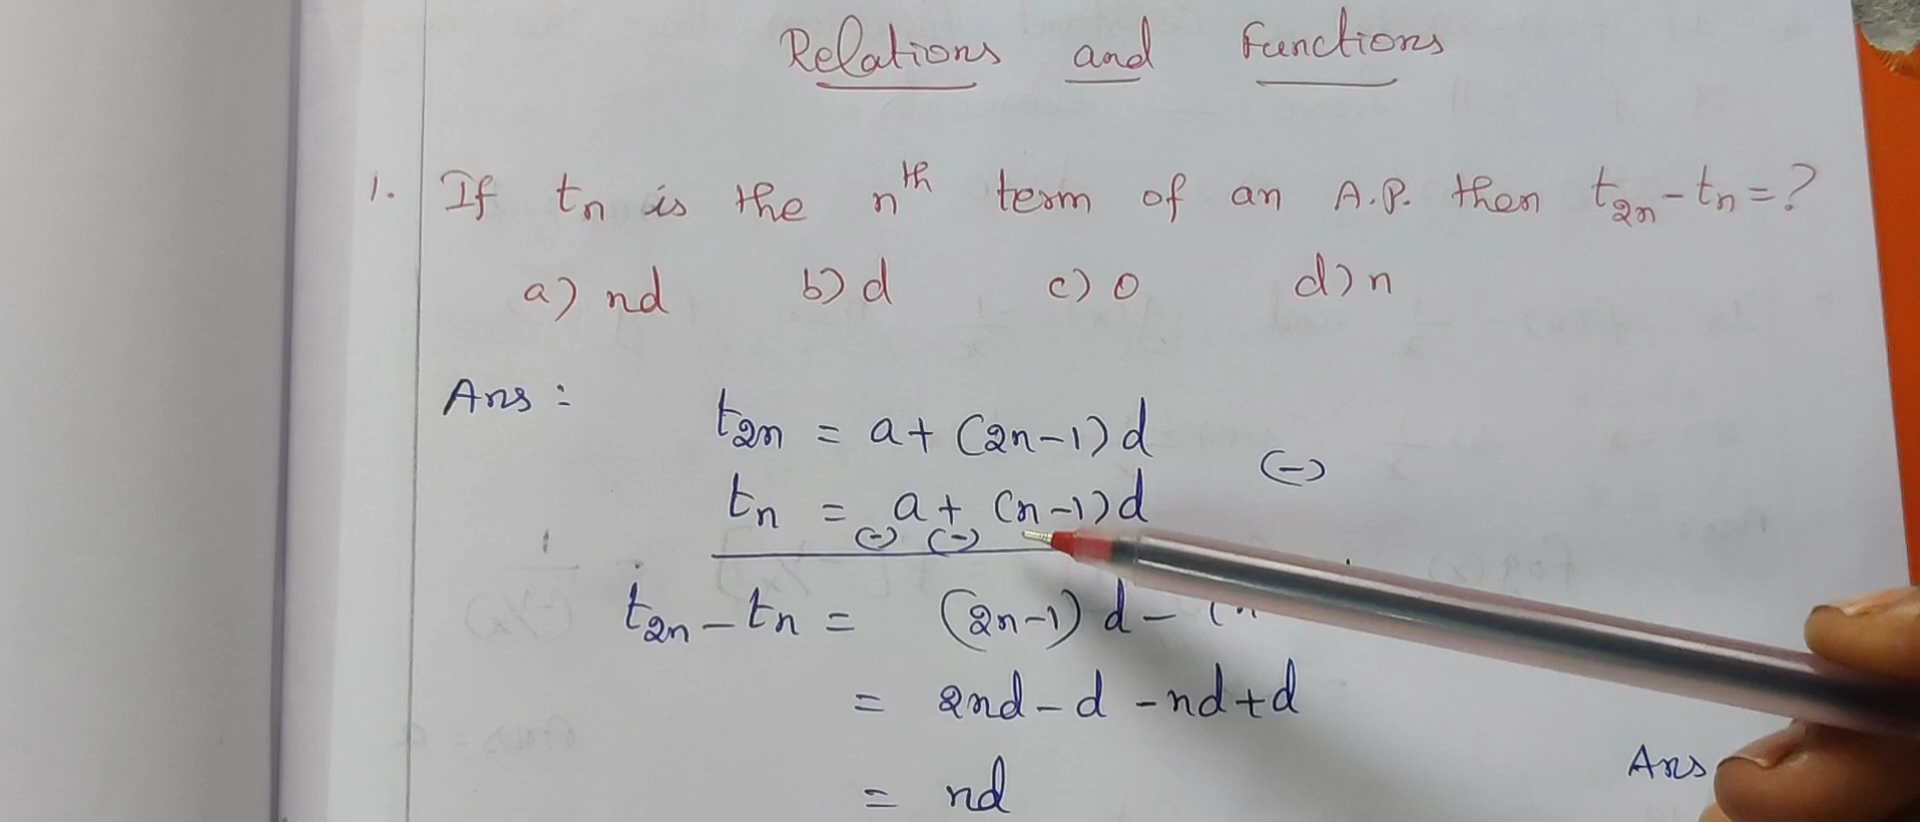 Relations and Functions
1. If tₙ is the nᵗʰ term of an A.P. then t₂ₙ-tₙ=?
a) nd b) d c) 0 d) n
Ans :
t₂ₙ = a+ (2n-1)d
(-)
tₙ = a+ (n-1)d
(-) (-)
t₂ₙ-tₙ = (2n-1)d-
= 2nd-d -nd+d
= nd
Ans